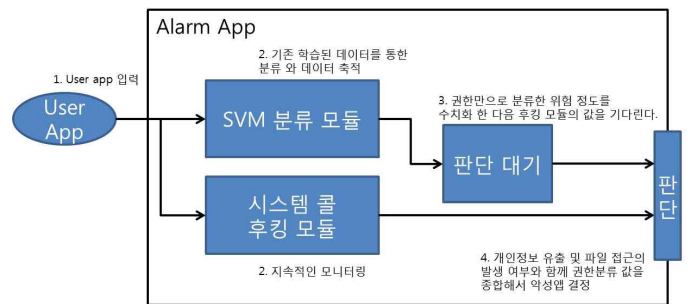 Alarm App
1. User app 입력
User
App
2. 기존 학습된 데이터를 통한
분류 와 데이터 축적
SVM 분류 모듈
3. 권한만으로 분류한 위험 정도를
수치화 한 다음 후킹 모듈의 값을 기다린다.
판단 대기
판
단
시스템 콜
후킹 모듈
2. 지속적인 모니터링
4. 개인정보 유출 및 파일 접근의
발생 여부와 함께 권한분류 값을
종합해서 악성앱 결정